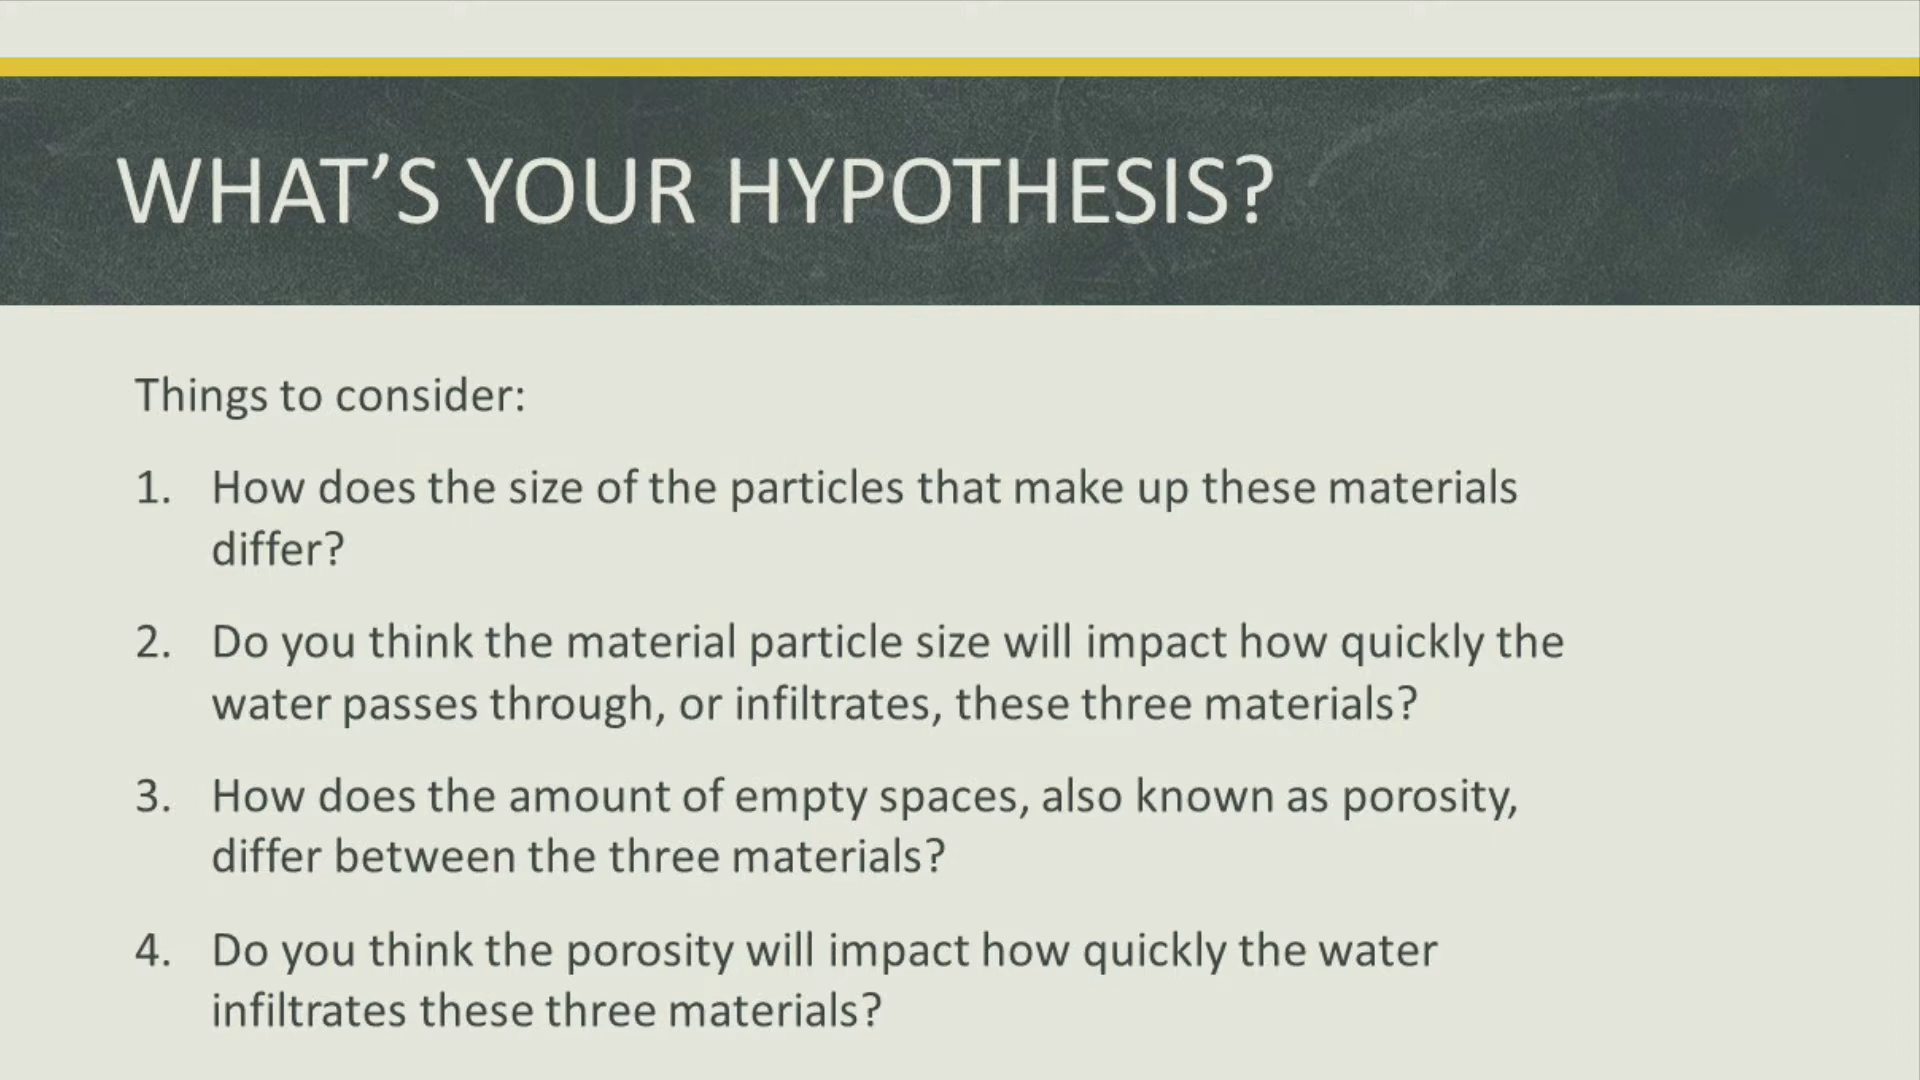 WHAT’S YOUR HYPOTHESIS?
Things to consider:
1. How does the size of the particles that make up these materials
differ?
2. Do you think the material particle size will impact how quickly the
water passes through, or infiltrates, these three materials?
3. How does the amount of empty spaces, also known as porosity,
differ between the three materials?
4. Do you think the porosity will impact how quickly the water
infiltrates these three materials?